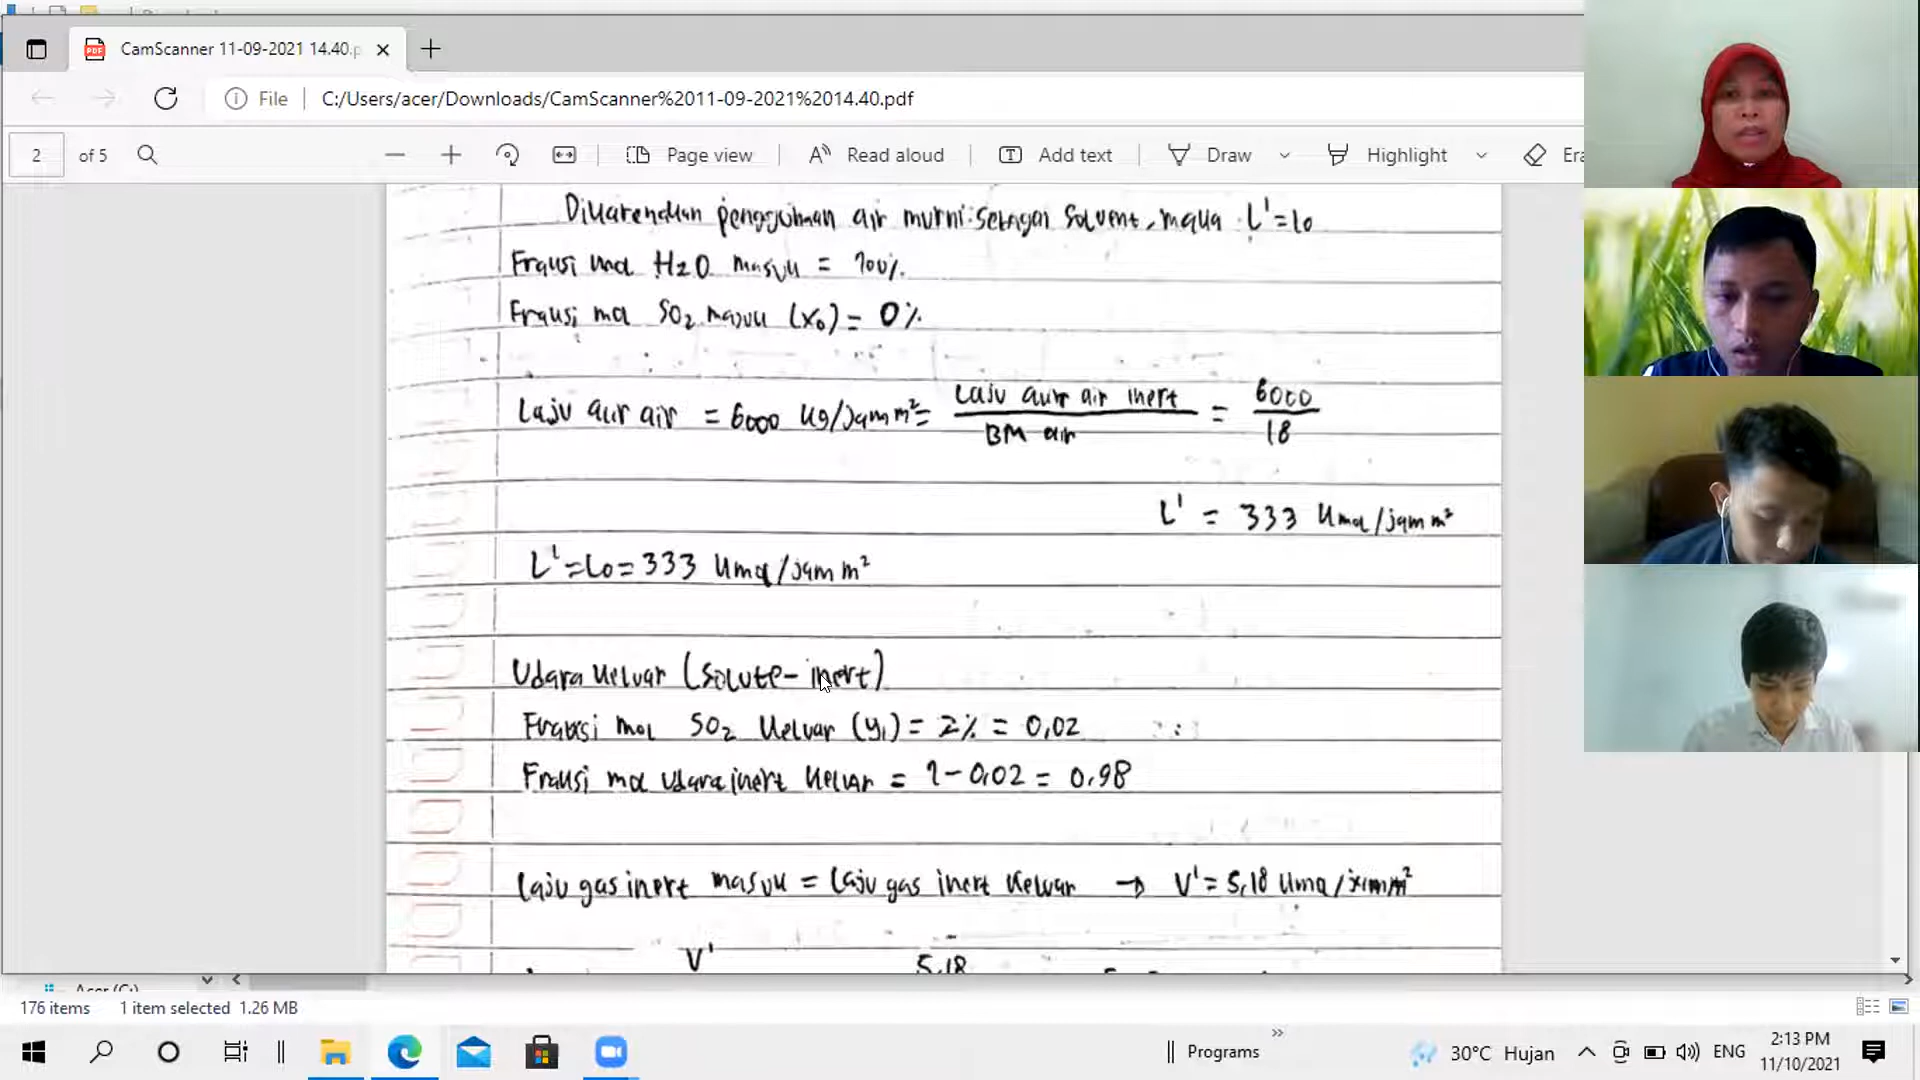 CamScanner 11-09-2021 14.40.p
File C:/Users/acer/Downloads/CamScanner%2011-09-2021%2014.40.pdf
2 of 5 Page view Read aloud Add text Draw Highlight Era
Dikarenakan penggunaan air murni sebagai solvent, maka L' = Lo
Fraksi mol H2O masuk = 100%
Fraksi mol SO2 masuk (x0) = 0%
Laju alir air = 6000 kg/jam m² = Laju alir air inert / BM air = 6000 / 18
L' = 333 kmol/jam m²
L' = Lo = 333 kmol/jam m²
Udara keluar (Solute-inert)
Fraksi mol SO2 keluar (y1) = 2% = 0,02
Fraksi mol udara inert keluar = 1 - 0,02 = 0,98
Laju gas inert masuk = Laju gas inert keluar → V' = 5,18 kmol/jam m²
V' 5,18
Acer (C:)
176 items 1 item selected 1.26 MB
Programs 30°C Hujan ENG 2:13 PM
11/10/2021